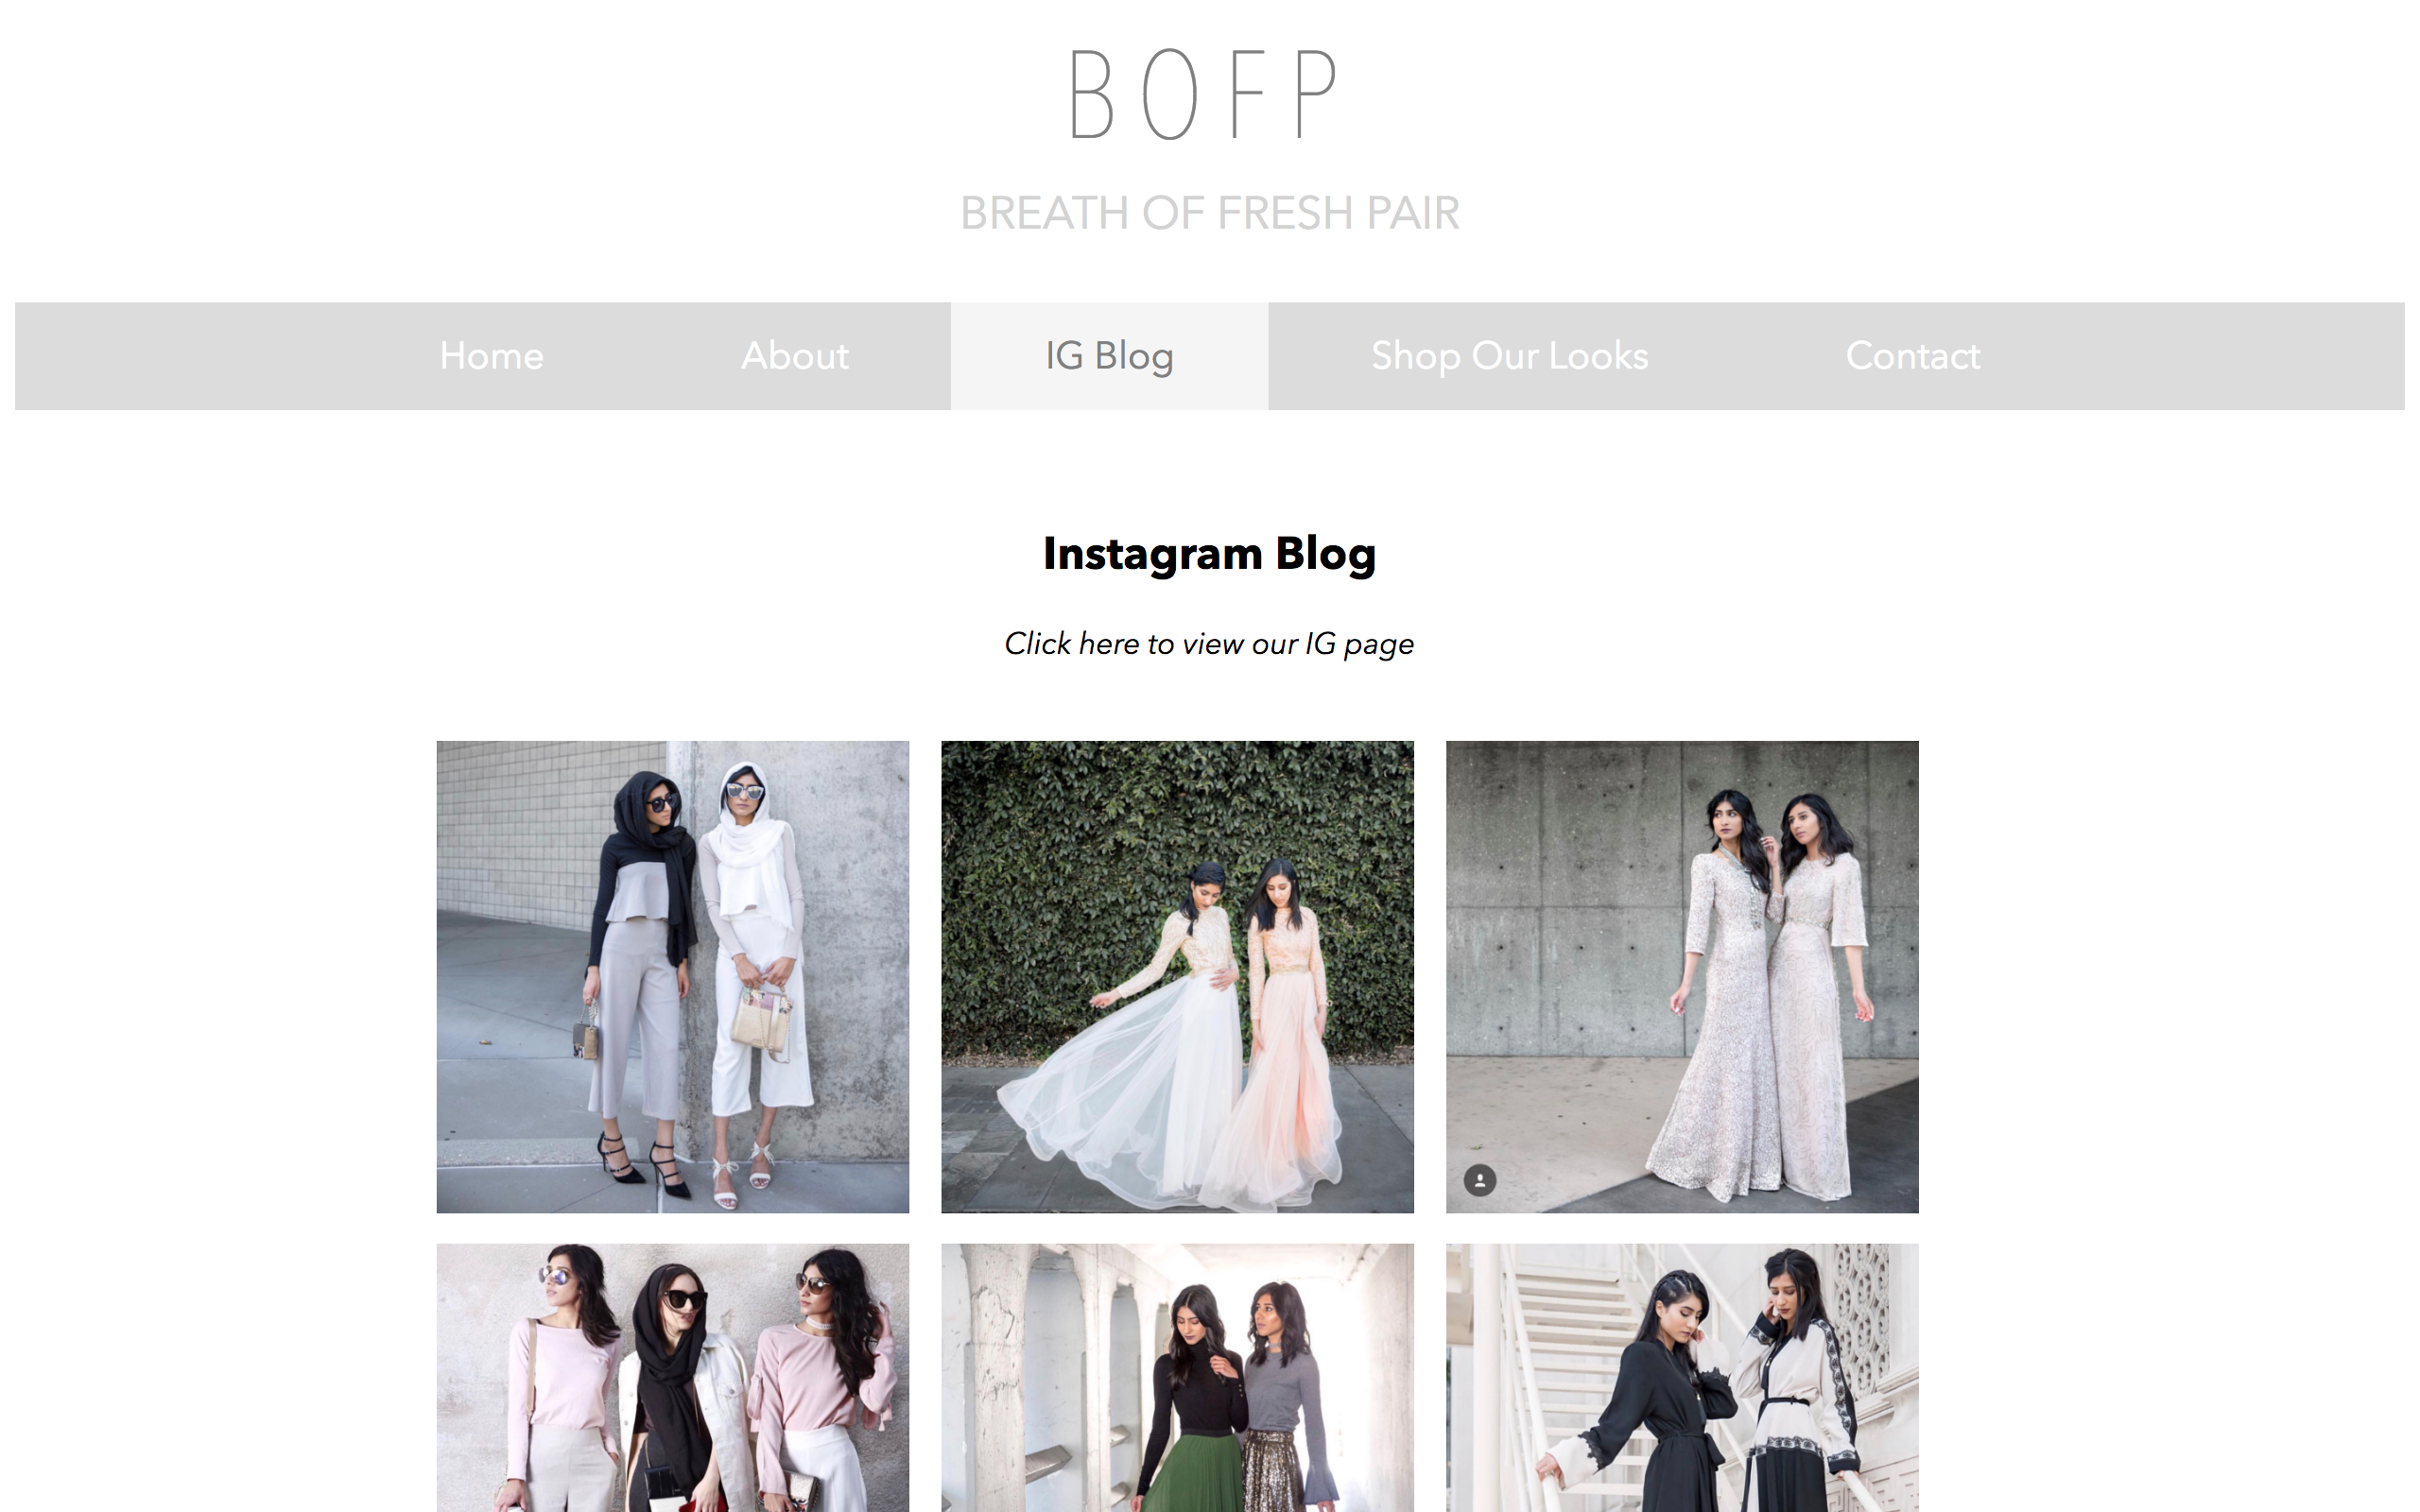 BOFP
BREATH OF FRESH PAIR
Home About IG Blog Shop Our Looks Contact
Instagram Blog
Click here to view our IG page